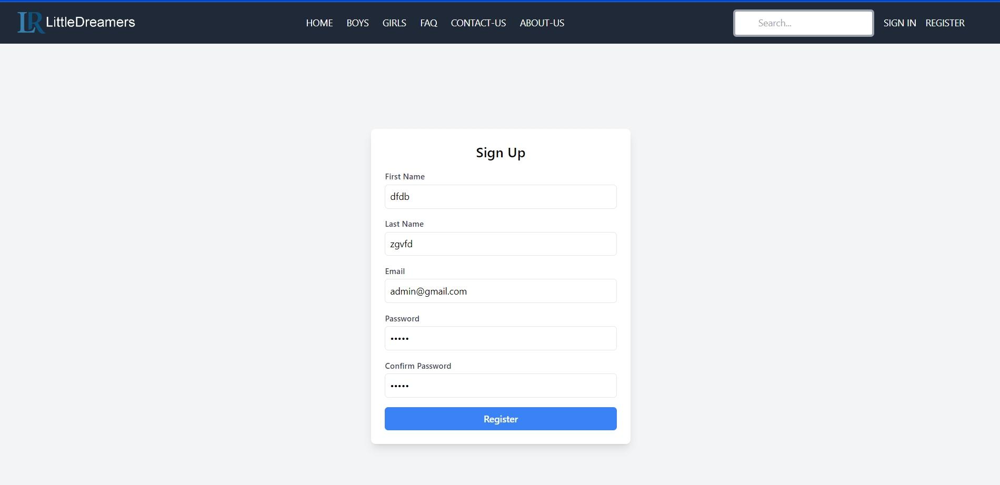 LR LittleDreamers
HOME BOYS GIRLS FAQ CONTACT-US ABOUT-US
Search...
SIGN IN REGISTER
Sign Up
First Name
dfdb
Last Name
zgvfd
Email
admin@gmail.com
Password
•••••
Confirm Password
•••••
Register